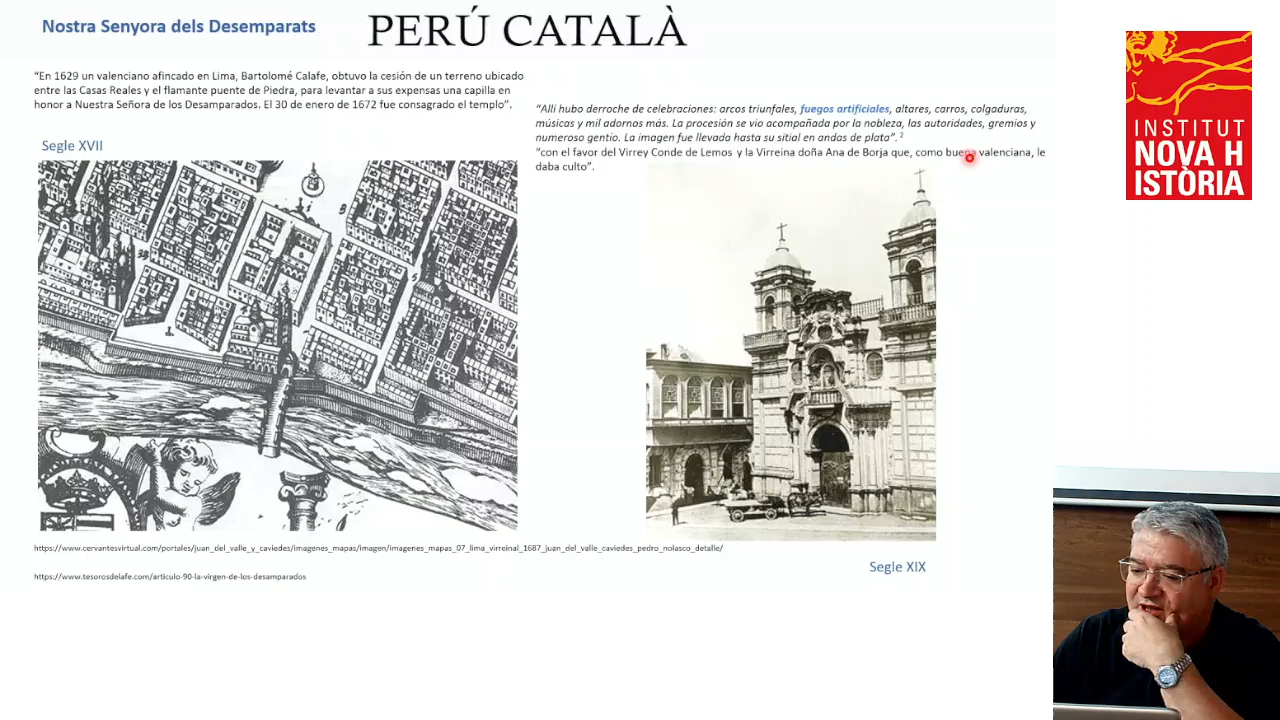 Nostra Senyora dels Desemparats
PERÚ CATALÀ
“En 1629 un valenciano afincado en Lima, Bartolomé Calafe, obtuvo la cesión de un terreno ubicado
entre las Casas Reales y el flamante puente de Piedra, para levantar a sus expensas una capilla en
honor a Nuestra Señora de los Desamparados. El 30 de enero de 1672 fue consagrado el templo”.
“Allí hubo derroche de celebraciones: arcos triunfales, fuegos artificiales, altares, carros, colgaduras,
músicas y mil adornos más. La procesión se vio acompañada por la nobleza, las autoridades, gremios y
numeroso gentio. La imagen fue llevada hasta su sitial en andas de plata”. 2
“con el favor del Virrey Conde de Lemos y la Virreina doña Ana de Borja que, como buena valenciana, le
daba culto”.
Segle XVII
https://www.cervantesvirtual.com/portales/juan_del_valle_y_caviedes/imagenes_mapas/imagen/imagenes_mapas_07_lima_virreinal_1687_juan_del_valle_caviedes_pedro_nolasco_detalle/
Segle XIX
https://www.tesorosdelafe.com/articulo-90-la-virgen-de-los-desamparados
INSTITUT
NOVA H
ISTÒRIA